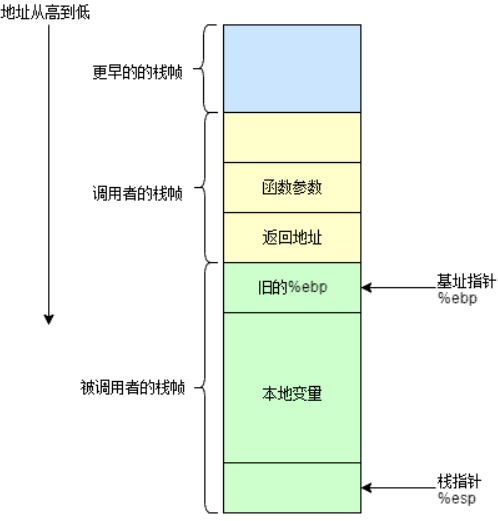 地址从高到低
更早的的栈帧
调用者的栈帧
函数参数
返回地址
旧的%ebp
基址指针
%ebp
被调用者的栈帧
本地变量
栈指针
%esp